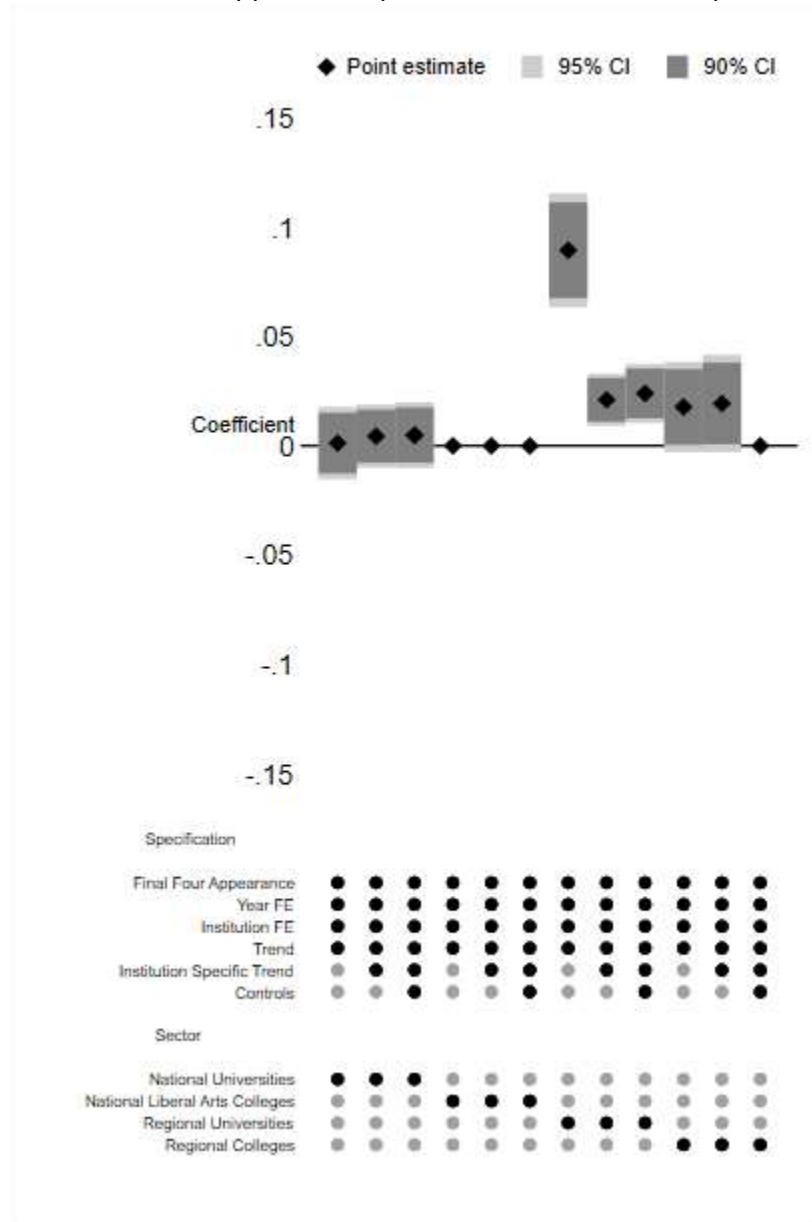 Point estimate 95% CI 90% CI
.15
.1
.05
Coefficient
0
-.05
-.1
-.15
Specification
Final Four Appearance
Year FE
Institution FE
Trend
Institution Specific Trend
Controls
Sector
National Universities
National Liberal Arts Colleges
Regional Universities
Regional Colleges